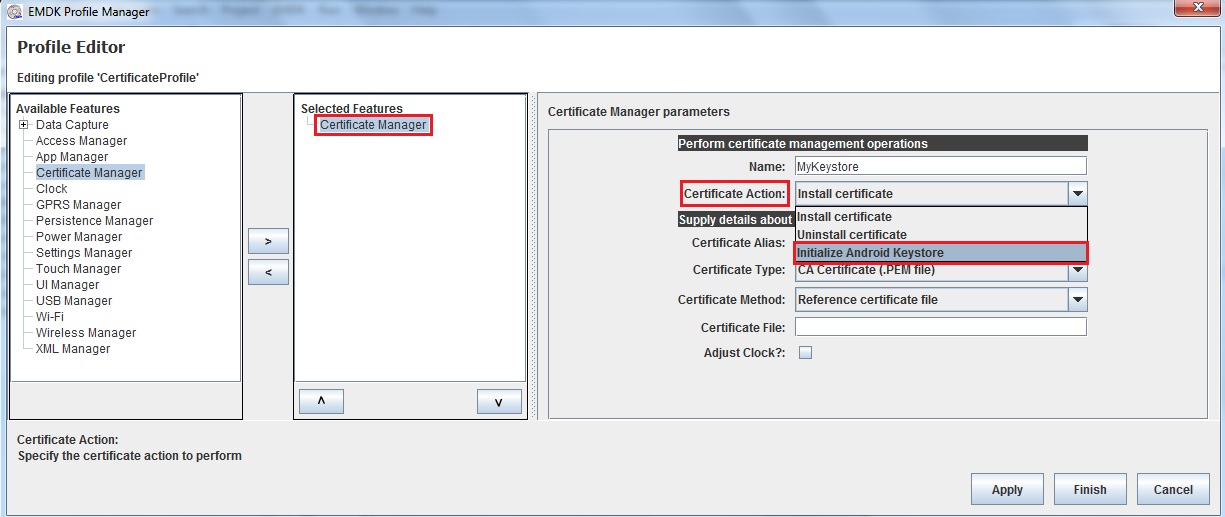 EMDK Profile Manager
Profile Editor
Editing profile 'CertificateProfile'
Available Features
Data Capture
Access Manager
App Manager
Certificate Manager
Clock
GPRS Manager
Persistence Manager
Power Manager
Settings Manager
Touch Manager
UI Manager
USB Manager
Wi-Fi
Wireless Manager
XML Manager
>
<
Selected Features
Certificate Manager
^
v
Certificate Manager parameters
Perform certificate management operations
Name: MyKeystore
Certificate Action: Install certificate
Install certificate
Uninstall certificate
Initialize Android Keystore
Supply details about
Certificate Alias:
Certificate Type: CA Certificate (.PEM file)
Certificate Method: Reference certificate file
Certificate File:
Adjust Clock?:
Certificate Action:
Specify the certificate action to perform
Apply
Finish
Cancel